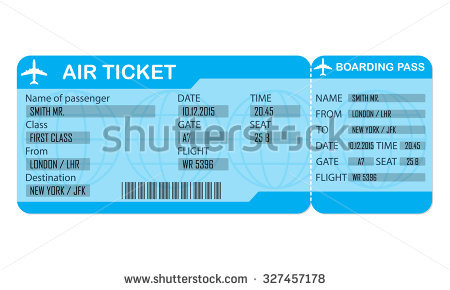 AIR TICKET
Name of passenger DATE TIME
SMITH MR. 10.12.2015 20.45
Class GATE SEAT
FIRST CLASS A7 25 B
From FLIGHT
LONDON / LHR WR 5396
Destination
NEW YORK / JFK
BOARDING PASS
NAME SMITH MR.
FROM LONDON / LHR
TO NEW YORK / JFK
DATE 10.12.2015 TIME 20.45
GATE A7 SEAT 25 B
FLIGHT WR 5396
shutterstock
www.shutterstock.com · 327457178